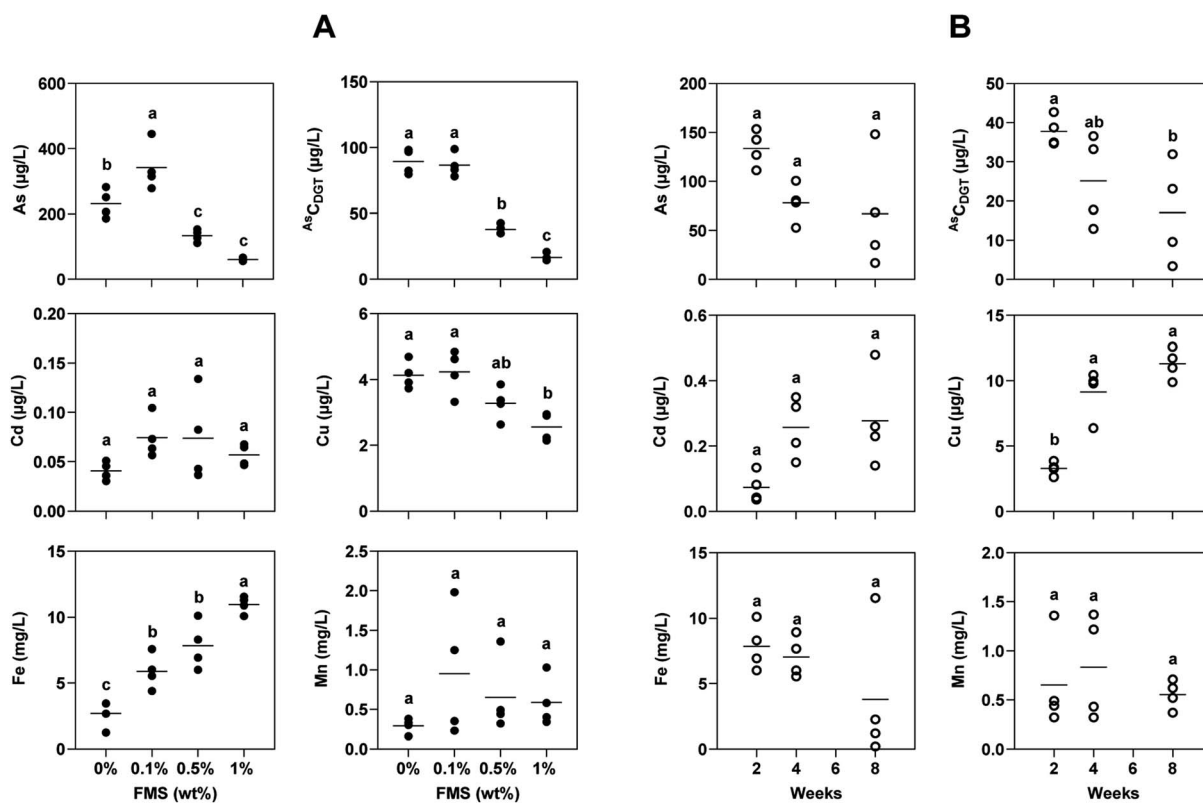 A
B
As (µg/L)
600
400
200
0
b
a
c
c
AsCDGT (µg/L)
150
100
50
0
a
a
b
c
As (µg/L)
200
150
100
50
0
a
a
a
AsCDGT (µg/L)
50
40
30
20
10
0
a
ab
b
Cd (µg/L)
0.20
0.15
0.10
0.05
0.00
a
a
a
a
Cu (µg/L)
6
4
2
0
a
a
ab
b
Cd (µg/L)
0.6
0.4
0.2
0.0
a
a
a
Cu (µg/L)
15
10
5
0
b
a
a
Fe (mg/L)
15
10
5
0
c
b
b
a
0% 0.1% 0.5% 1%
FMS (wt%)
Mn (mg/L)
2.5
2.0
1.5
1.0
0.5
0.0
a
a
a
a
0% 0.1% 0.5% 1%
FMS (wt%)
Fe (mg/L)
15
10
5
0
a
a
a
2 4 6 8
Weeks
Mn (mg/L)
2.0
1.5
1.0
0.5
0.0
a
a
a
2 4 6 8
Weeks